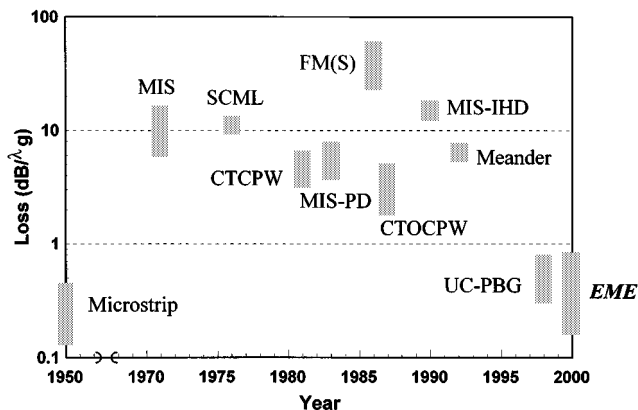 100
FM(S)
MIS
SCML
MIS-IHD
10
Meander
CTCPW
MIS-PD
CTOCPW
Loss (dB/λg)
1
UC-PBG
EME
Microstrip
0.1
1950 1970 1975 1980 1985 1990 1995 2000
Year